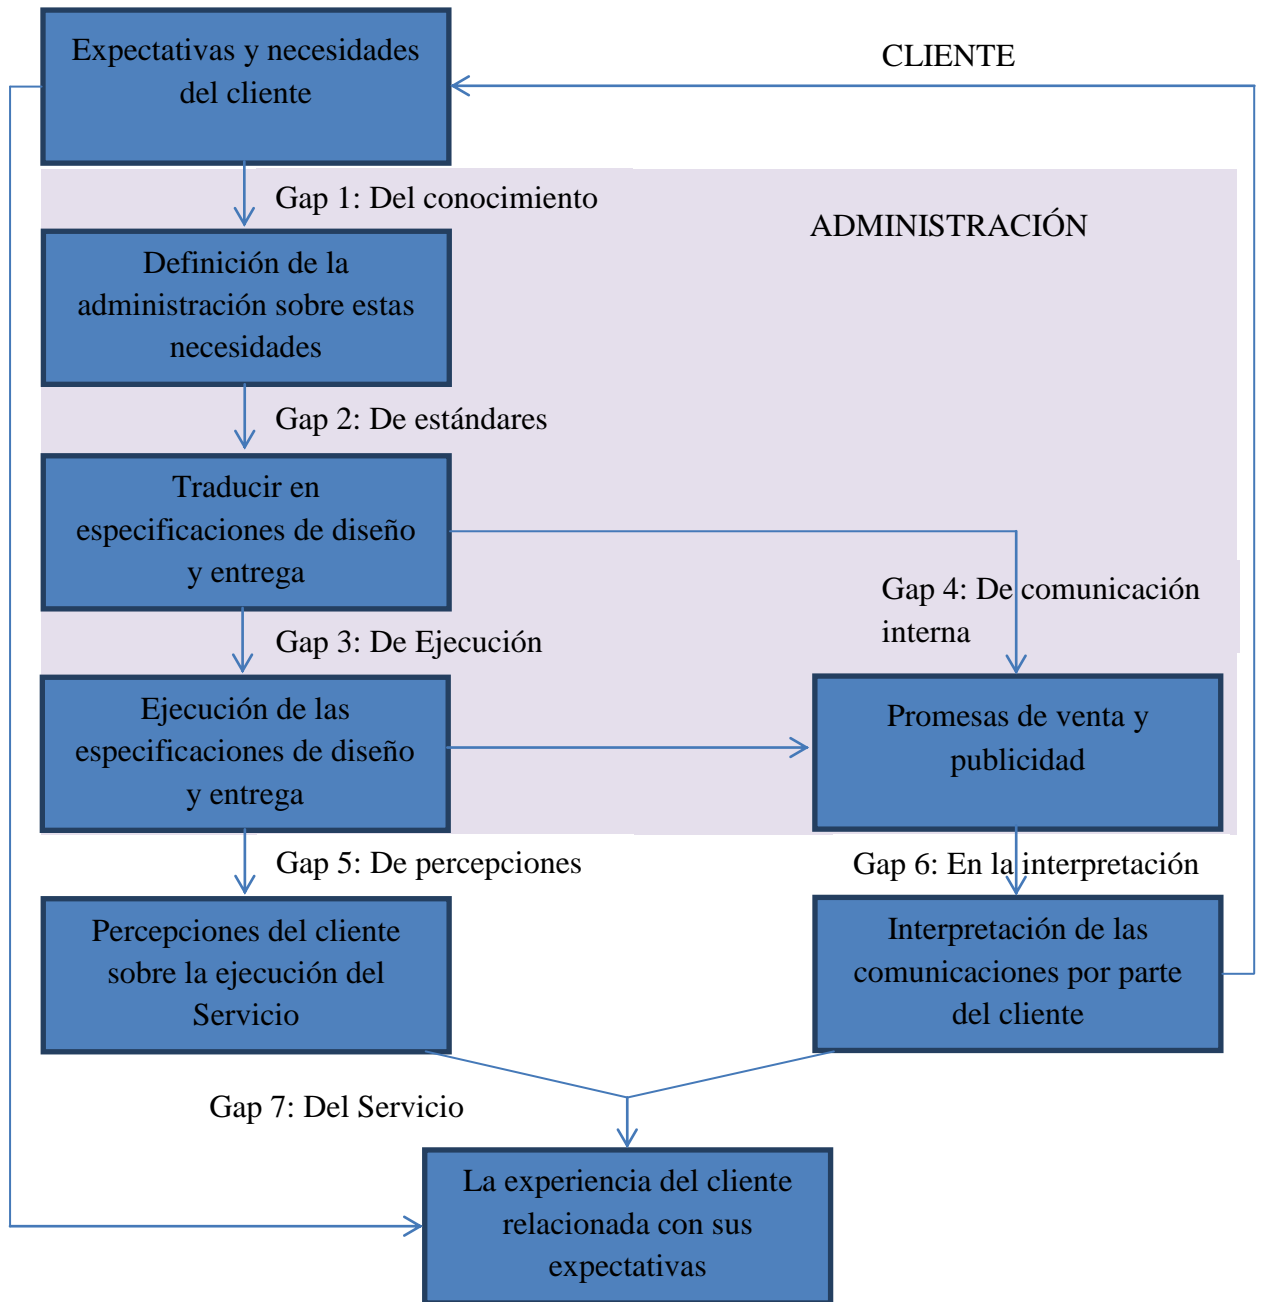 Expectativas y necesidades
del cliente
CLIENTE
Gap 1: Del conocimiento
ADMINISTRACIÓN
Definición de la
administración sobre estas
necesidades
Gap 2: De estándares
Traducir en
especificaciones de diseño
y entrega
Gap 4: De comunicación
interna
Gap 3: De Ejecución
Ejecución de las
especificaciones de diseño
y entrega
Promesas de venta y
publicidad
Gap 5: De percepciones
Gap 6: En la interpretación
Percepciones del cliente
sobre la ejecución del
Servicio
Interpretación de las
comunicaciones por parte
del cliente
Gap 7: Del Servicio
La experiencia del cliente
relacionada con sus
expectativas